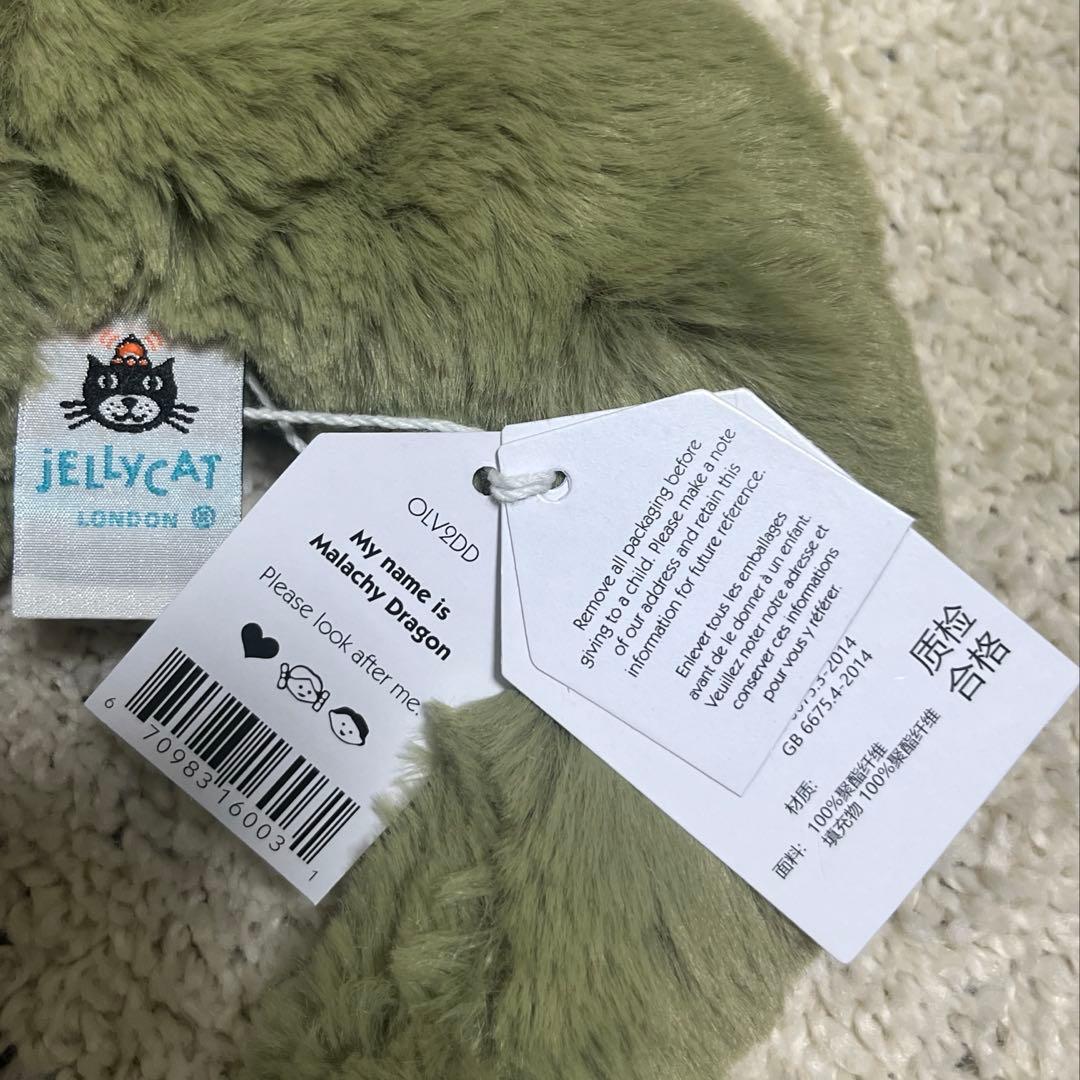 JELLYCAT
LONDON ®
OLV2DD
My name is
Malachy Dragon
Please look after me.
6 70983 16003 1
Remove all packaging before
giving to a child. Please make a note
of our address and retain this
information for future reference.
Enlever tous les emballages
avant de le donner à un enfant.
Veuillez noter notre adresse et
conserver ces informations
pour vous y référer.
GB 6675.4-2014
质检
合格
材质:
面料: 100%聚酯纤维
填充物 100%聚酯纤维